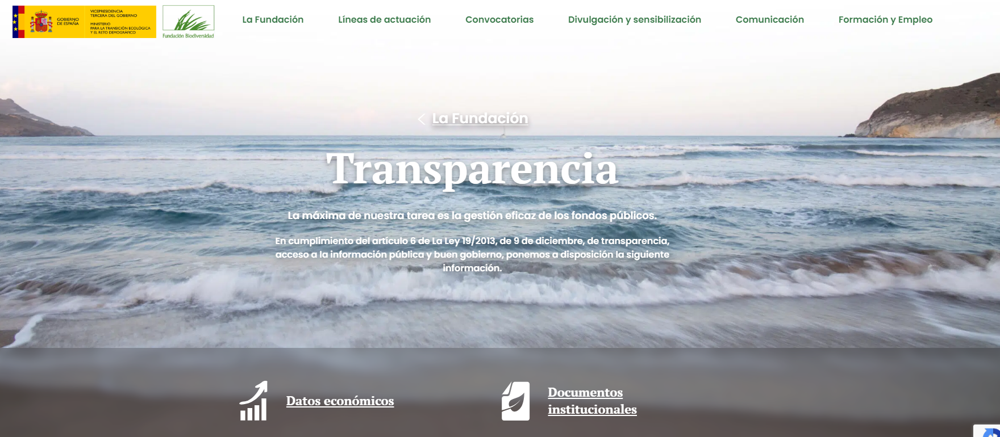 GOBIERNO
DE ESPAÑA
VICEPRESIDENCIA
TERCERA DEL GOBIERNO
MINISTERIO
PARA LA TRANSICIÓN ECOLÓGICA
Y EL RETO DEMOGRÁFICO
Fundación Biodiversidad
La Fundación
Líneas de actuación
Convocatorias
Divulgación y sensibilización
Comunicación
Formación y Empleo
La Fundación
Transparencia
La máxima de nuestra tarea es la gestión eficaz de los fondos públicos.
En cumplimiento del artículo 6 de La Ley 19/2013, de 9 de diciembre, de transparencia,
acceso a la información pública y buen gobierno, ponemos a disposición la siguiente
información.
Datos económicos
Documentos
institucionales